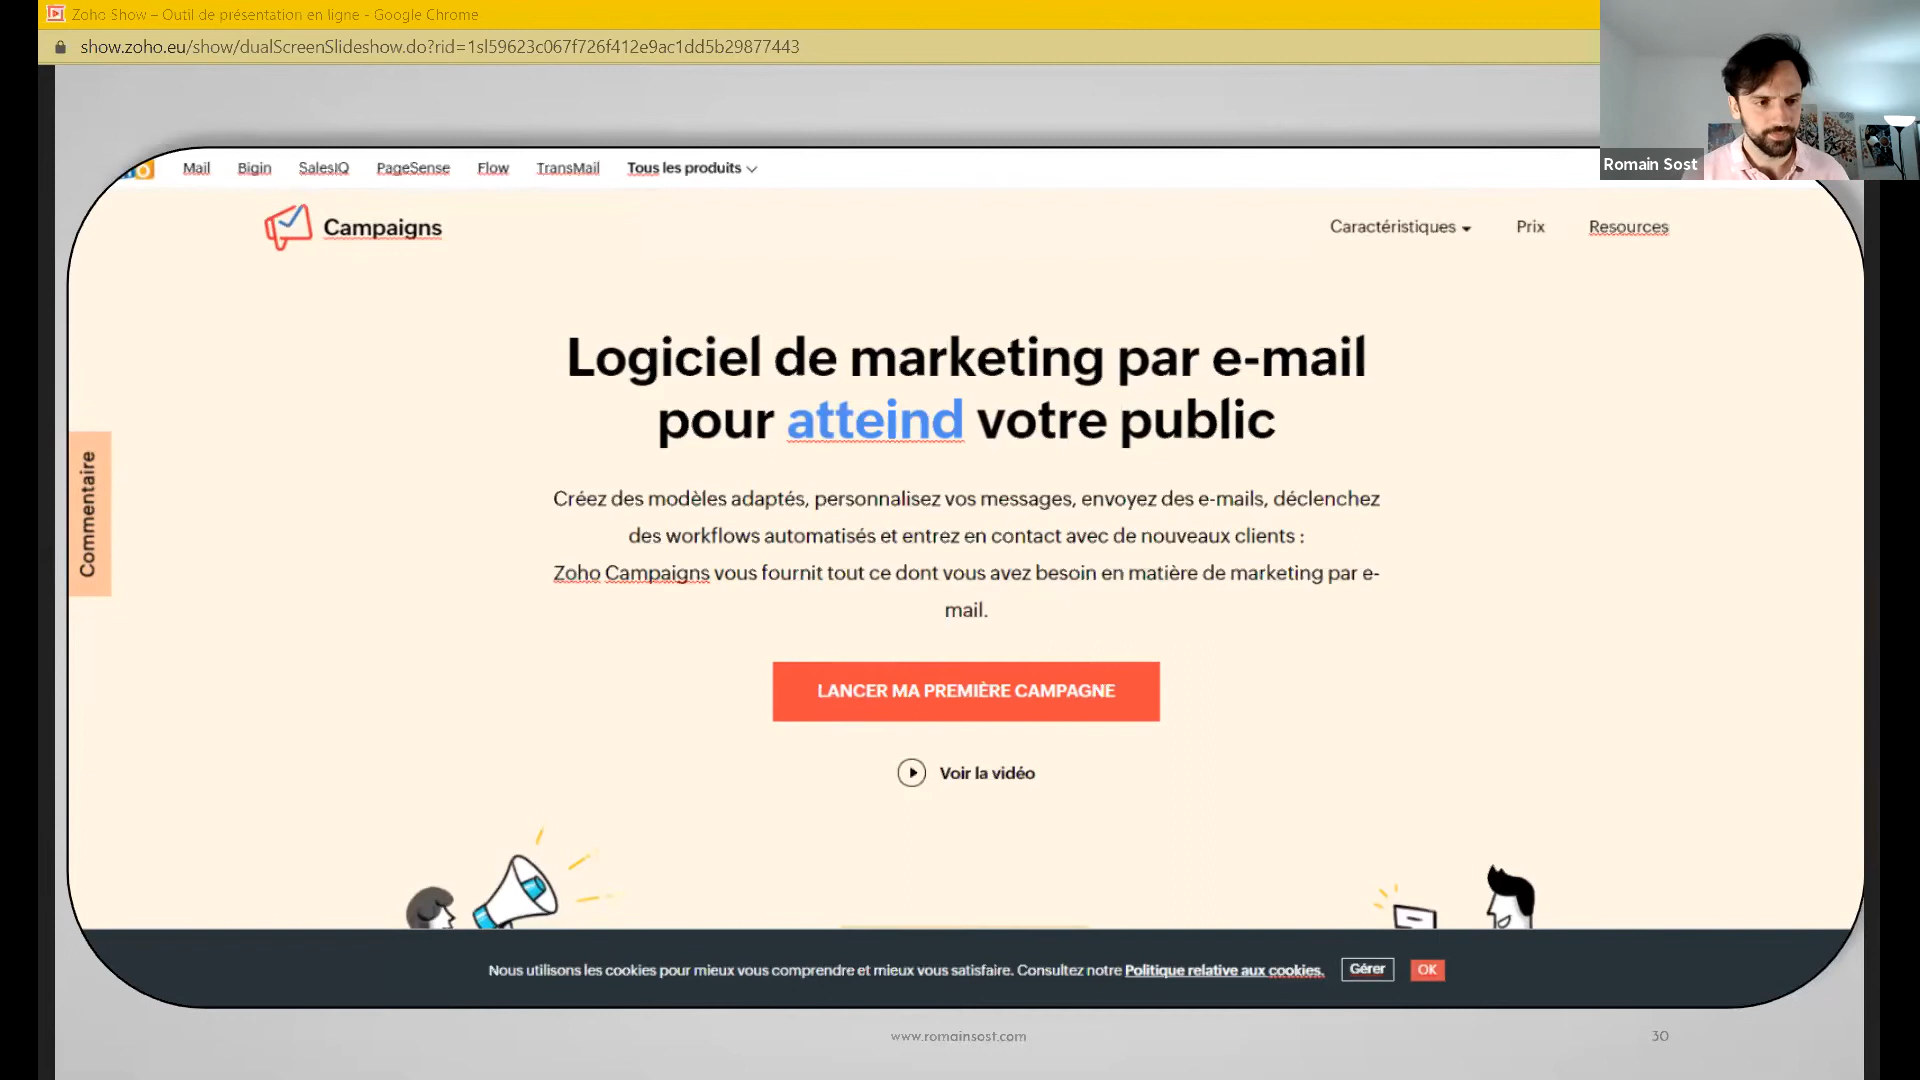 Zoho Show – Outil de présentation en ligne - Google Chrome
show.zoho.eu/show/dualScreenSlideshow.do?rid=1sl59623c067f726f412e9ac1dd5b29877443
Romain Sost
Mail Bigin SalesIQ PageSense Flow TransMail Tous les produits
Campaigns
Caractéristiques Prix Resources
Logiciel de marketing par e-mail
pour atteind votre public
Commentaire
Créez des modèles adaptés, personnalisez vos messages, envoyez des e-mails, déclenchez
des workflows automatisés et entrez en contact avec de nouveaux clients :
Zoho Campaigns vous fournit tout ce dont vous avez besoin en matière de marketing par e-
mail.
LANCER MA PREMIÈRE CAMPAGNE
Voir la vidéo
Nous utilisons les cookies pour mieux vous comprendre et mieux vous satisfaire. Consultez notre Politique relative aux cookies. Gérer OK
www.romainsost.com
30